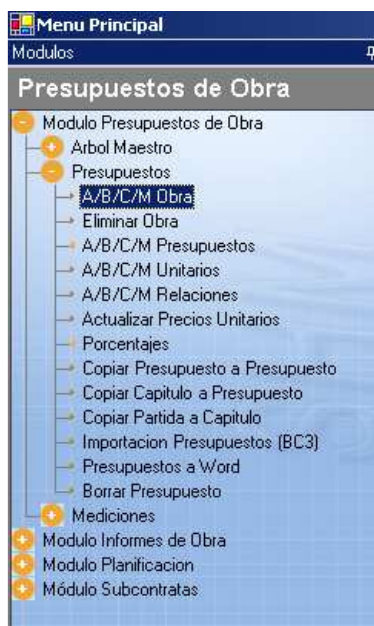 Menu Principal
Modulos
Presupuestos de Obra
Modulo Presupuestos de Obra
Arbol Maestro
Presupuestos
A/B/C/M Obra
Eliminar Obra
A/B/C/M Presupuestos
A/B/C/M Unitarios
A/B/C/M Relaciones
Actualizar Precios Unitarios
Porcentajes
Copiar Presupuesto a Presupuesto
Copiar Capitulo a Presupuesto
Copiar Partida a Capitulo
Importacion Presupuestos (BC3)
Presupuestos a Word
Borrar Presupuesto
Mediciones
Modulo Informes de Obra
Modulo Planificacion
Módulo Subcontratas